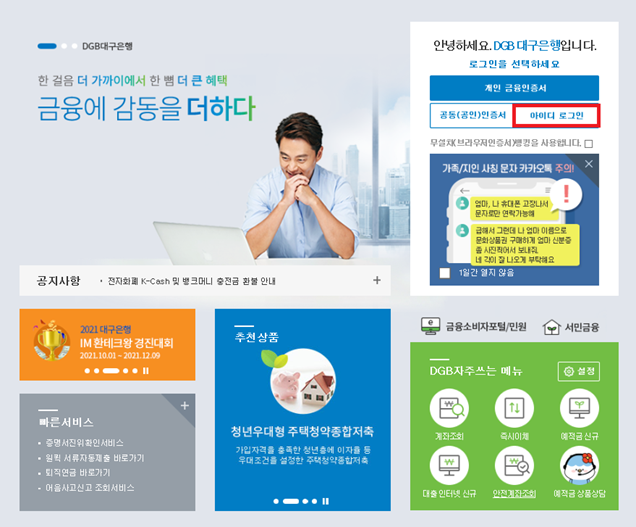 DGB대구은행
한 걸음 더 가까이에서 한 뼘 더 큰 혜택
금융에 감동을 더하다
공지사항
· 전자화폐 K-Cash 및 뱅크머니 충전금 환불 안내
안녕하세요. DGB 대구은행입니다.
로그인을 선택하세요
개인 금융인증서
공동(공인)인증서
아이디 로그인
무설치(브라우저인증서)뱅킹을 사용합니다.
가족/지인 사칭 문자 카카오톡 주의!
엄마, 나 휴대폰 고장나서
문자로만 연락가능해
급해서 그런데 나 엄마 이름으로
문화상품권 구매하게 엄마 신분증
좀 사진찍어서 보내줘.
네 각이 잘 나오게 부탁해요
1일간 열지 않음
2021 대구은행
IM 환테크왕 경진대회
2021.10.01 ~ 2021.12.09
빠른서비스
• 증명서진위확인서비스
• 원뱅 서류자동제출 바로가기
• 퇴직연금 바로가기
• 어음사고신고 조회서비스
추천 상품
청년우대형 주택청약종합저축
가입자격을 충족한 청년층에 이자율 등
우대조건을 설정한 주택청약종합저축
금융소비자포털/민원
서민금융
DGB자주쓰는 메뉴
설정
계좌조회
즉시이체
예적금 신규
대출 인터넷 신규
안전계좌조회
예적금 상품상담